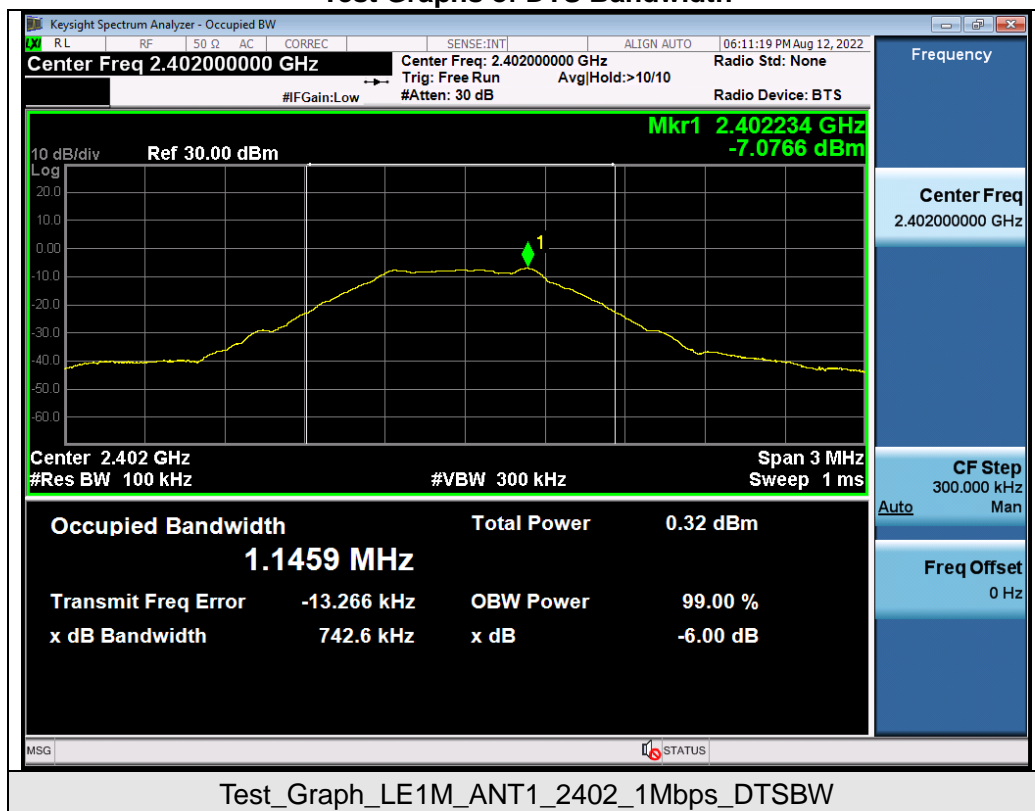 Test Graphs of DTS Bandwidth
Keysight Spectrum Analyzer - Occupied BW
LXI RL RF 50 Ω AC CORREC SENSE:INT ALIGN AUTO 06:11:19 PM Aug 12, 2022
Center Freq 2.402000000 GHz
Center Freq: 2.402000000 GHz
Radio Std: None
Trig: Free Run Avg|Hold:>10/10
#IFGain:Low
#Atten: 30 dB
Radio Device: BTS
Mkr1 2.402234 GHz
-7.0766 dBm
10 dB/div Ref 30.00 dBm
Log
20.0
10.0
0.00
-10.0
-20.0
-30.0
-40.0
-50.0
-60.0
1
Center 2.402 GHz Span 3 MHz
#Res BW 100 kHz #VBW 300 kHz Sweep 1 ms
Occupied Bandwidth Total Power 0.32 dBm
1.1459 MHz
Transmit Freq Error -13.266 kHz OBW Power 99.00 %
x dB Bandwidth 742.6 kHz x dB -6.00 dB
Frequency
Center Freq
2.402000000 GHz
CF Step
300.000 kHz
Auto Man
Freq Offset
0 Hz
MSG STATUS
Test_Graph_LE1M_ANT1_2402_1Mbps_DTSBW